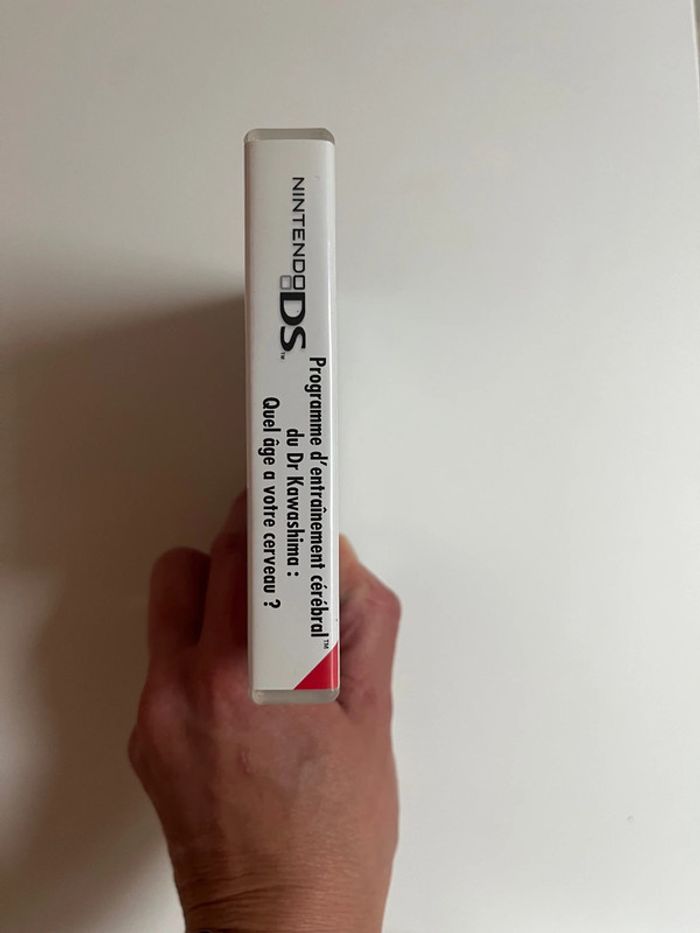 NINTENDO DS™
Programme d'entraînement cérébral™
du Dr Kawashima :
Quel âge a votre cerveau ?